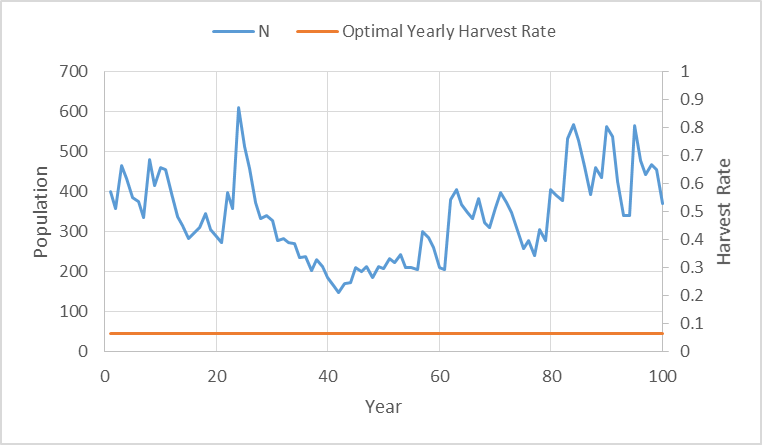 N Optimal Yearly Harvest Rate
700 1
600 0.9
500 0.8
400 0.7
300 0.6
200 0.5
100 0.4
0 0.3
0.2
0.1
0
Population
Harvest Rate
0 20 40 60 80 100
Year